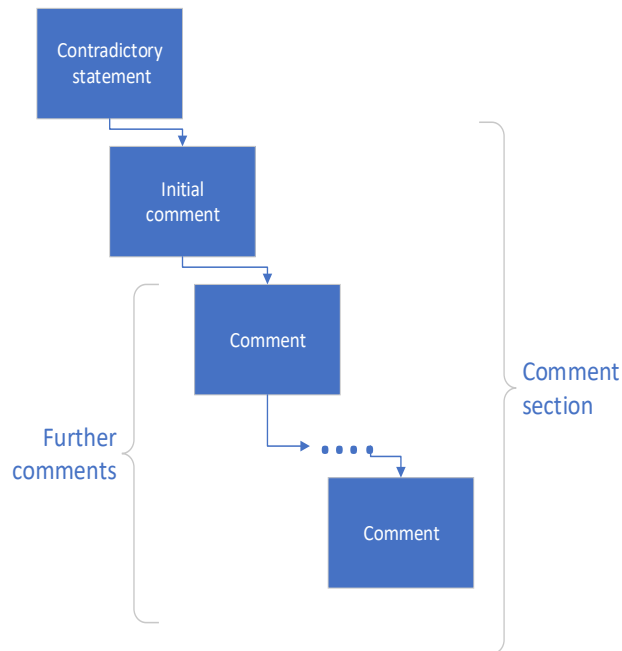 Contradictory
statement
Initial
comment
Comment
Comment
section
Further
comments
Comment